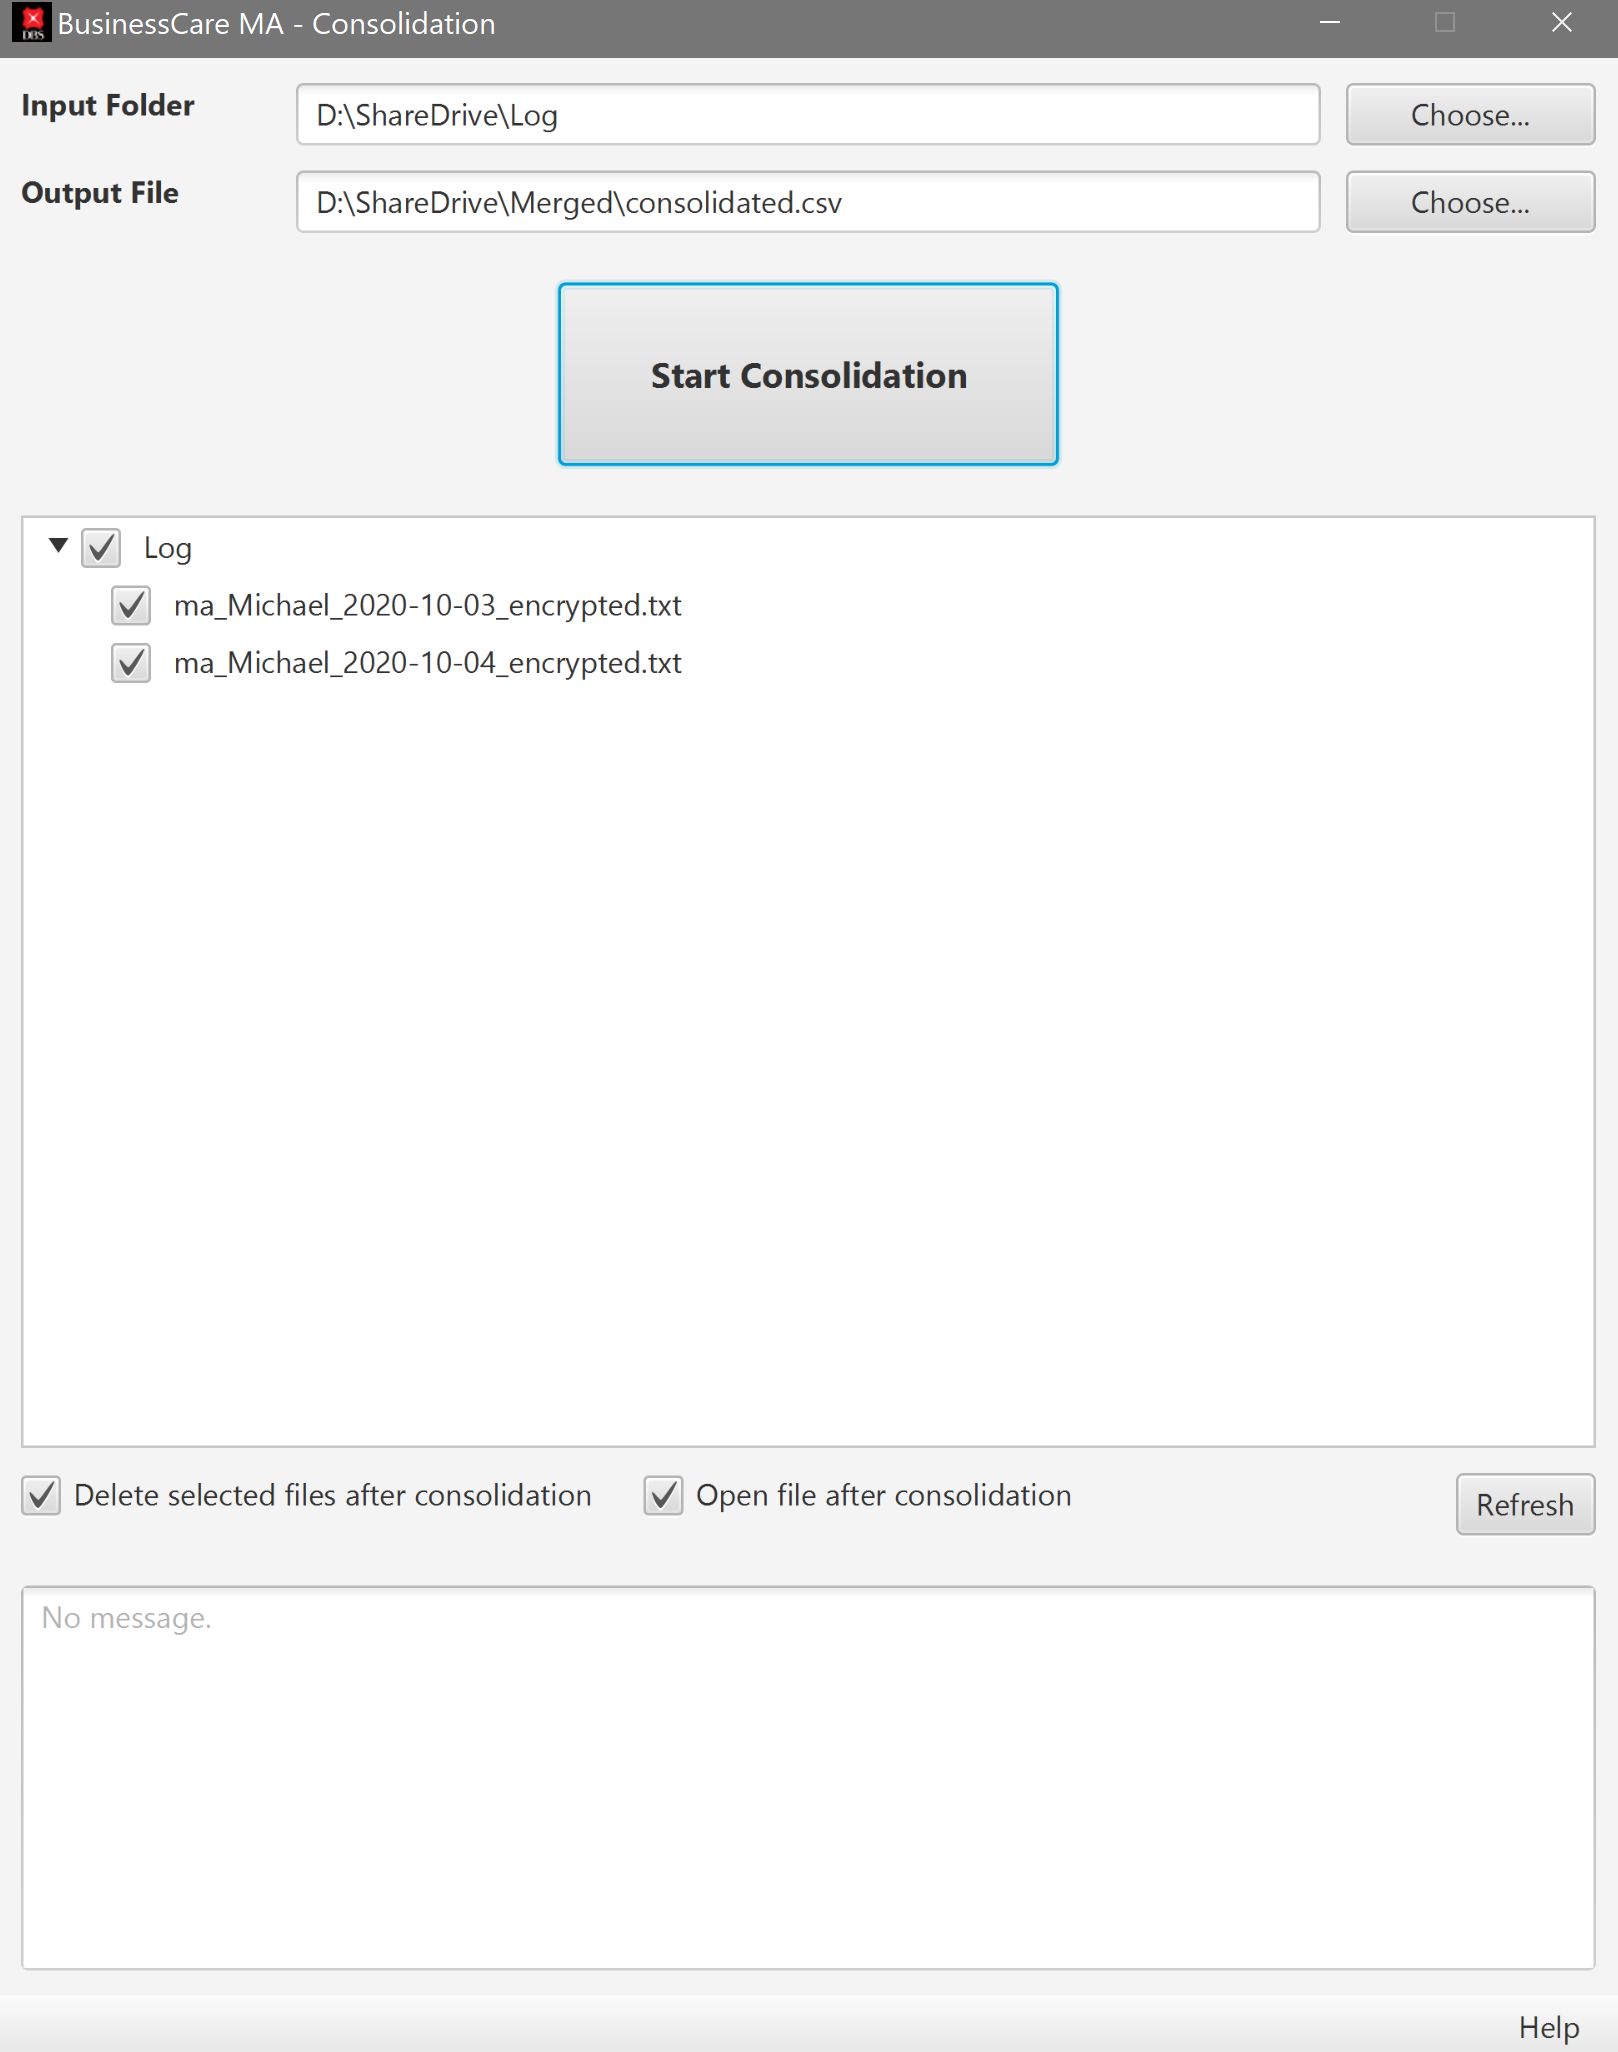 DBS BusinessCare MA - Consolidation
Input Folder D:\ShareDrive\Log Choose...
Output File D:\ShareDrive\Merged\consolidated.csv Choose...
Start Consolidation
Log
ma_Michael_2020-10-03_encrypted.txt
ma_Michael_2020-10-04_encrypted.txt
Delete selected files after consolidation Open file after consolidation Refresh
No message.
Help